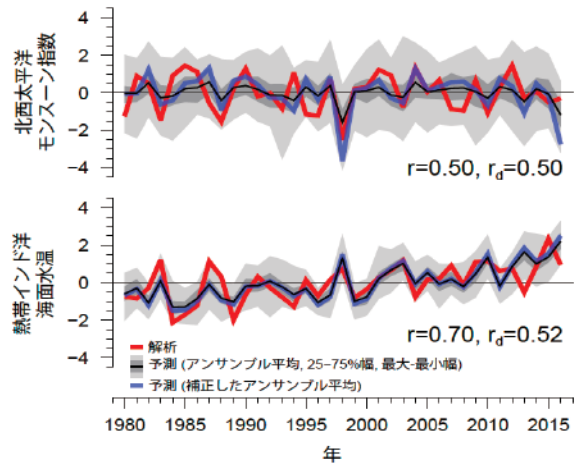 4
2
0
−2
−4
北西太平洋
モンスーン指数
r=0.50, rd=0.50
4
2
0
−2
−4
熱帯インド洋
海面水温
r=0.70, rd=0.52
解析
予測 (アンサンブル平均, 25–75%幅, 最大-最小幅)
予測 (補正したアンサンブル平均)
1980 1985 1990 1995 2000 2005 2010 2015
年